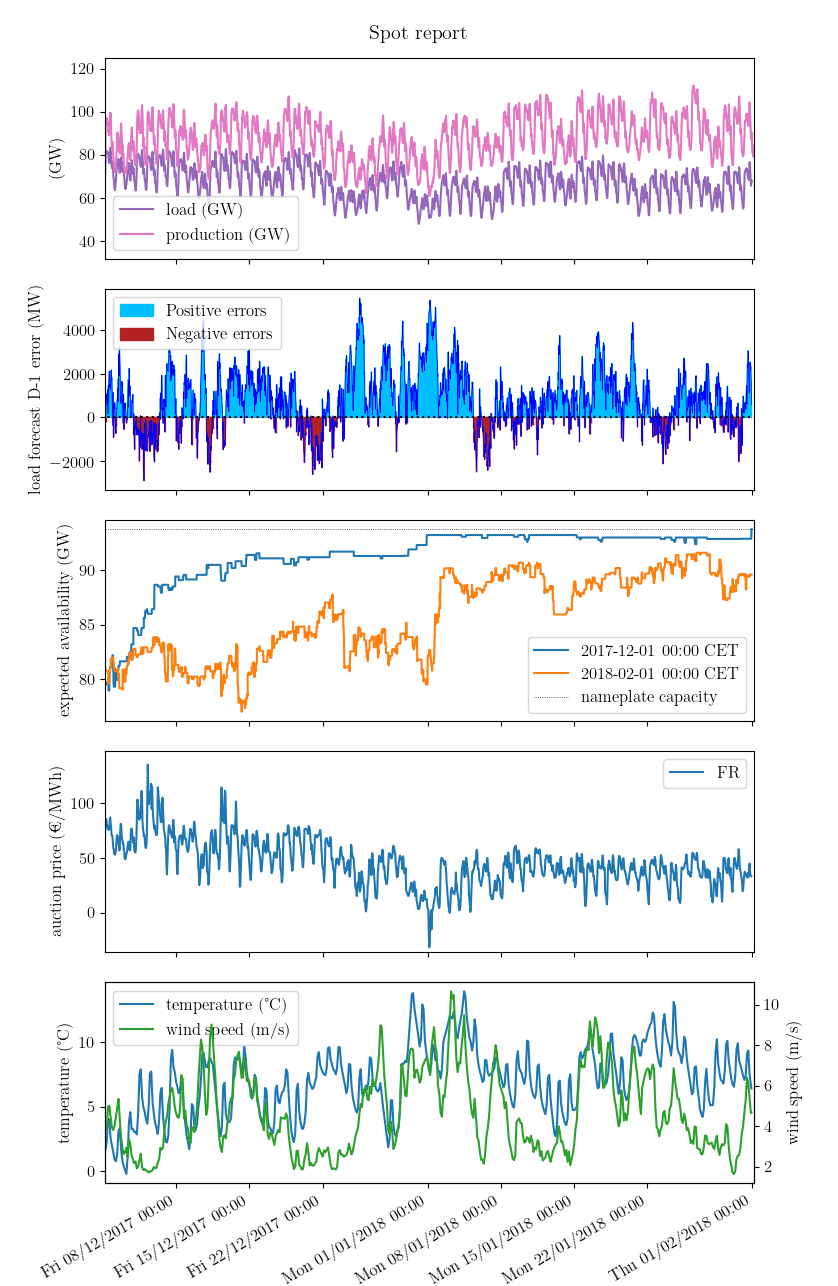 Spot report
120
100
80
60
40
(GW)
load (GW)
production (GW)
4000
2000
0
−2000
load forecast D-1 error (MW)
Positive errors
Negative errors
90
85
80
expected availability (GW)
2017-12-01 00:00 CET
2018-02-01 00:00 CET
nameplate capacity
100
50
0
auction price (€/MWh)
FR
10
5
0
temperature (°C)
temperature (°C)
wind speed (m/s)
10
8
6
4
2
wind speed (m/s)
Fri 08/12/2017 00:00
Fri 15/12/2017 00:00
Fri 22/12/2017 00:00
Mon 01/01/2018 00:00
Mon 08/01/2018 00:00
Mon 15/01/2018 00:00
Mon 22/01/2018 00:00
Thu 01/02/2018 00:00